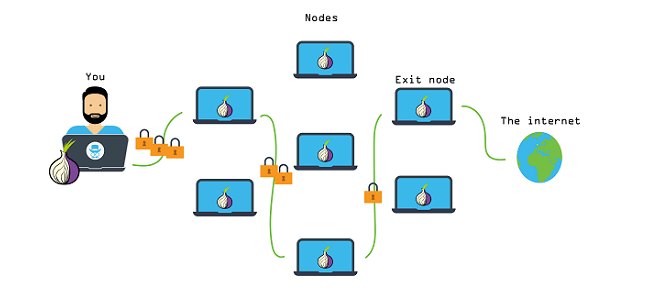 Nodes
You
Exit node
The internet